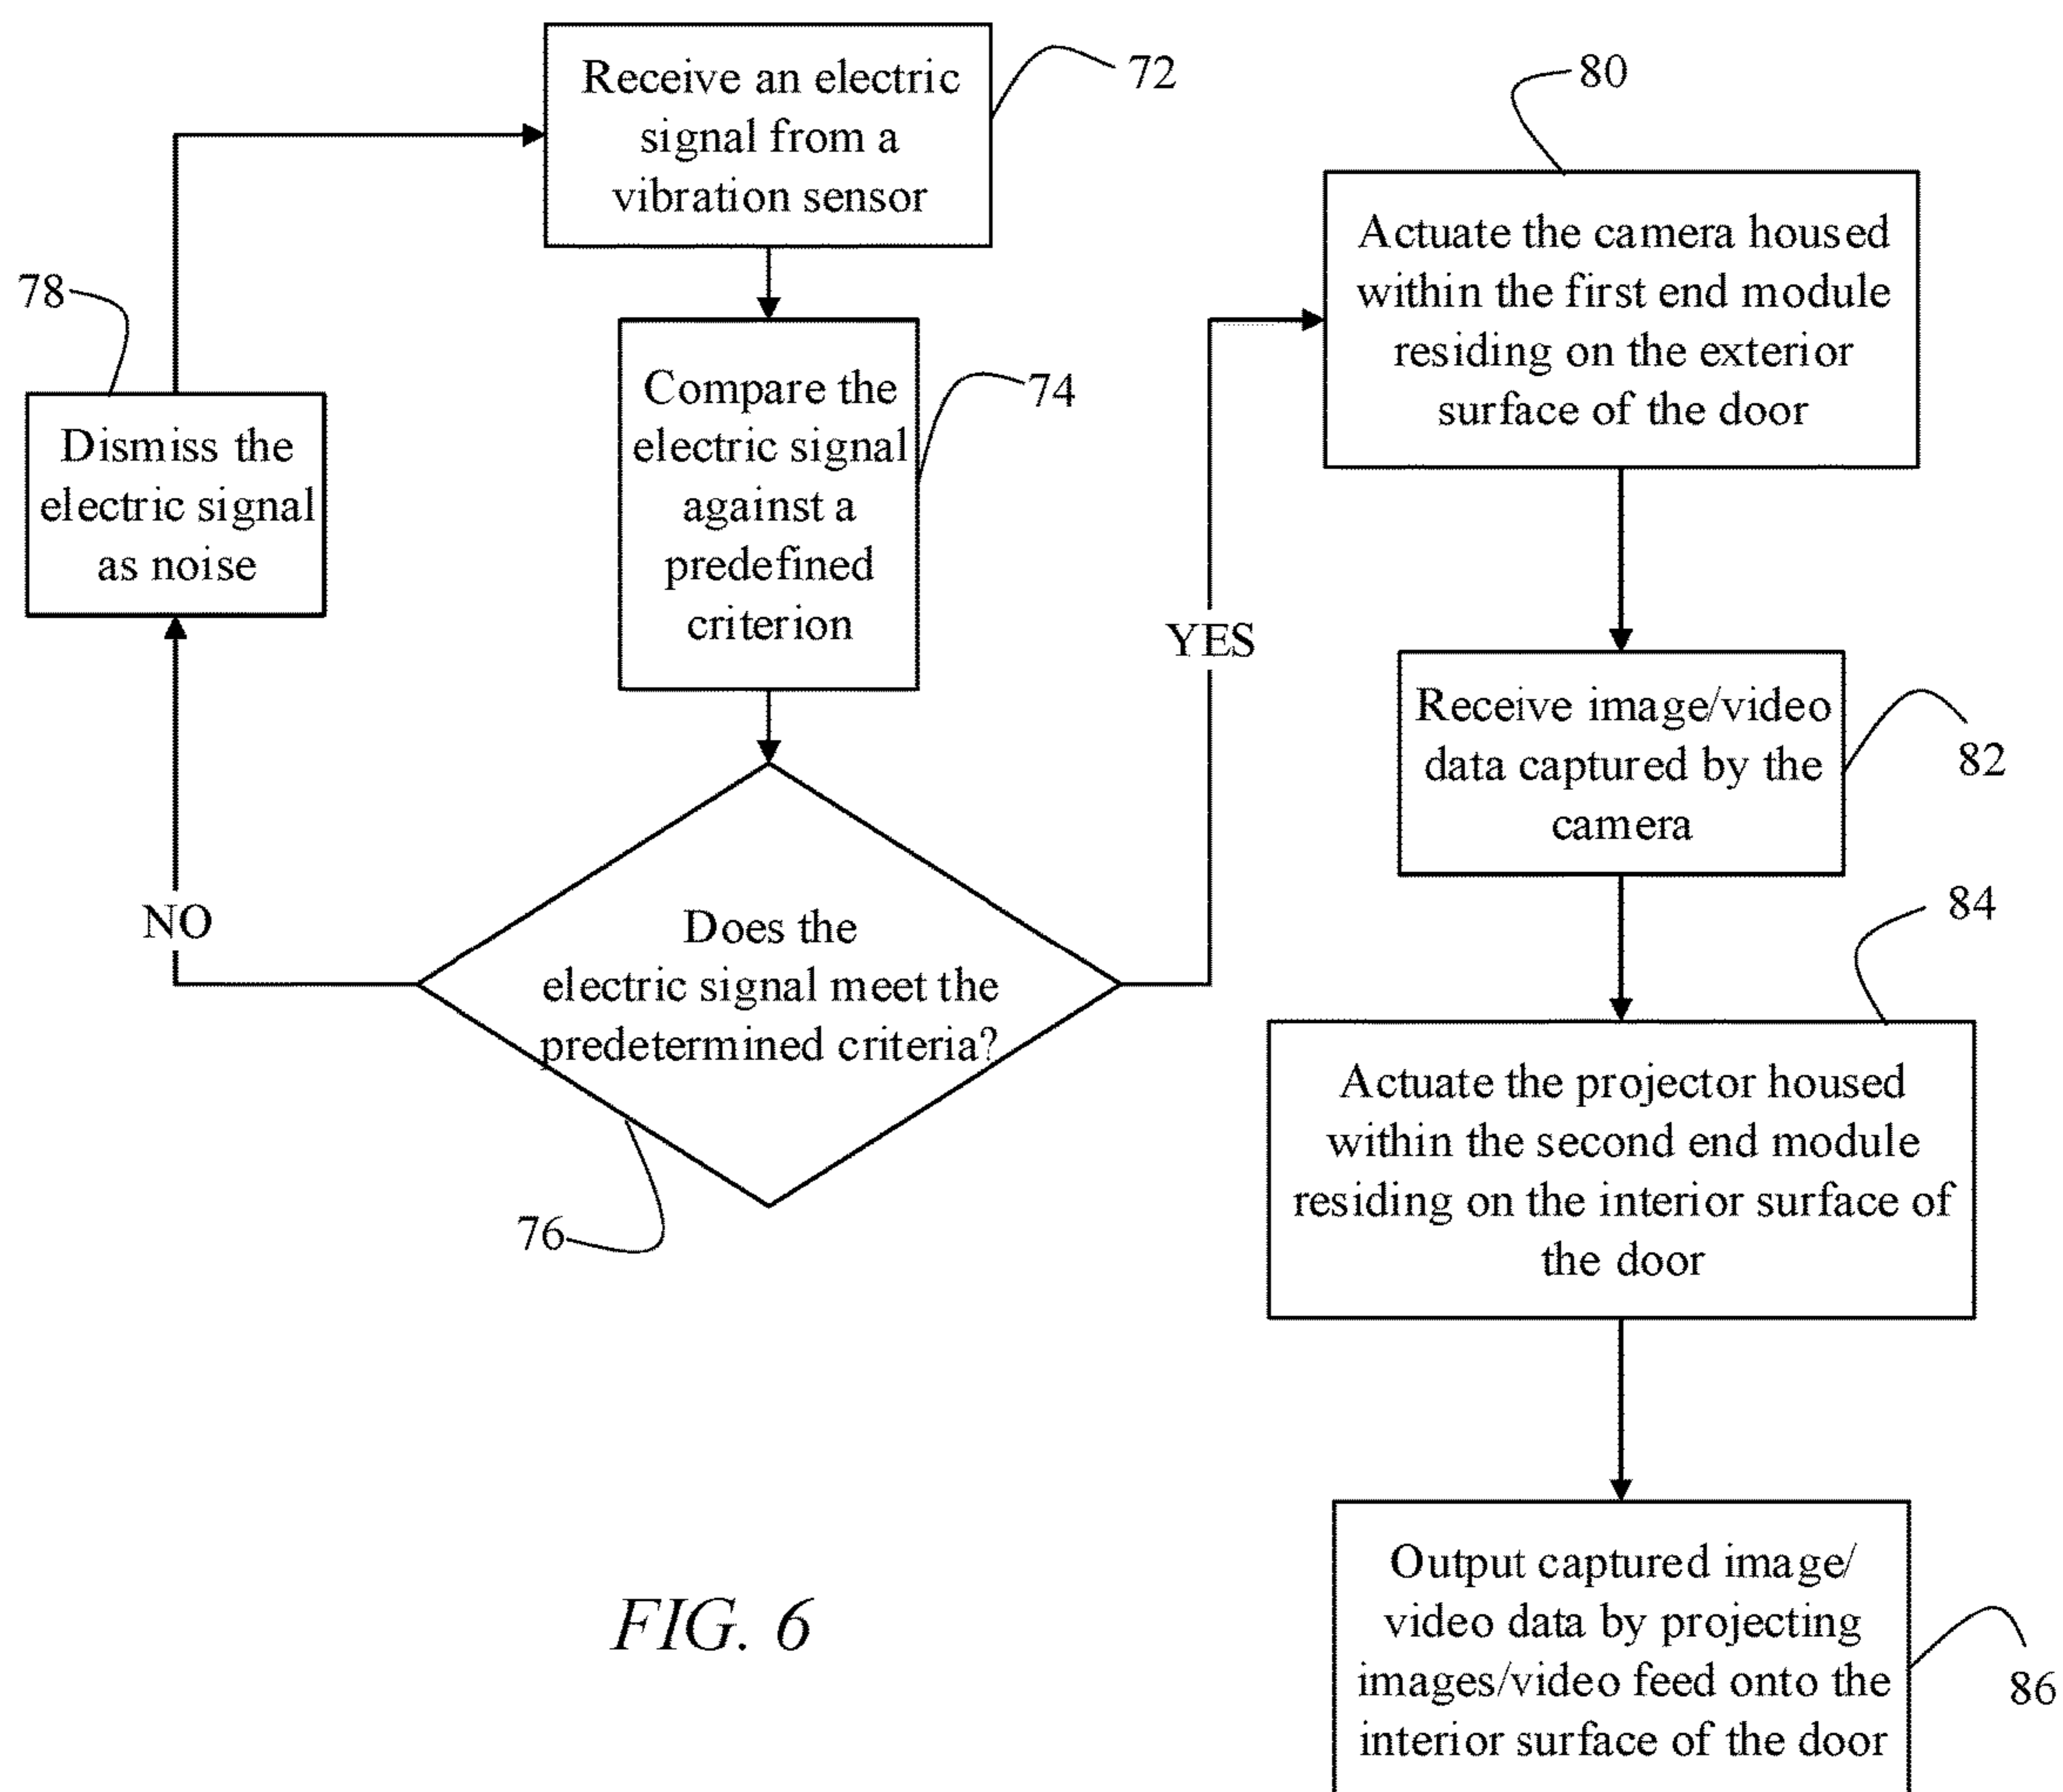 Receive an electric
signal from a
vibration sensor
72
Compare the
electric signal
against a
predefined
criterion
74
Does the
electric signal meet the
predetermined criteria?
76
NO
78
Dismiss the
electric signal
as noise
YES
80
Actuate the camera housed
within the first end module
residing on the exterior
surface of the door
Receive image/video
data captured by the
camera
82
84
Actuate the projector housed
within the second end module
residing on the interior surface of
the door
Output captured image/
video data by projecting
images/video feed onto the
interior surface of the door
86
FIG. 6